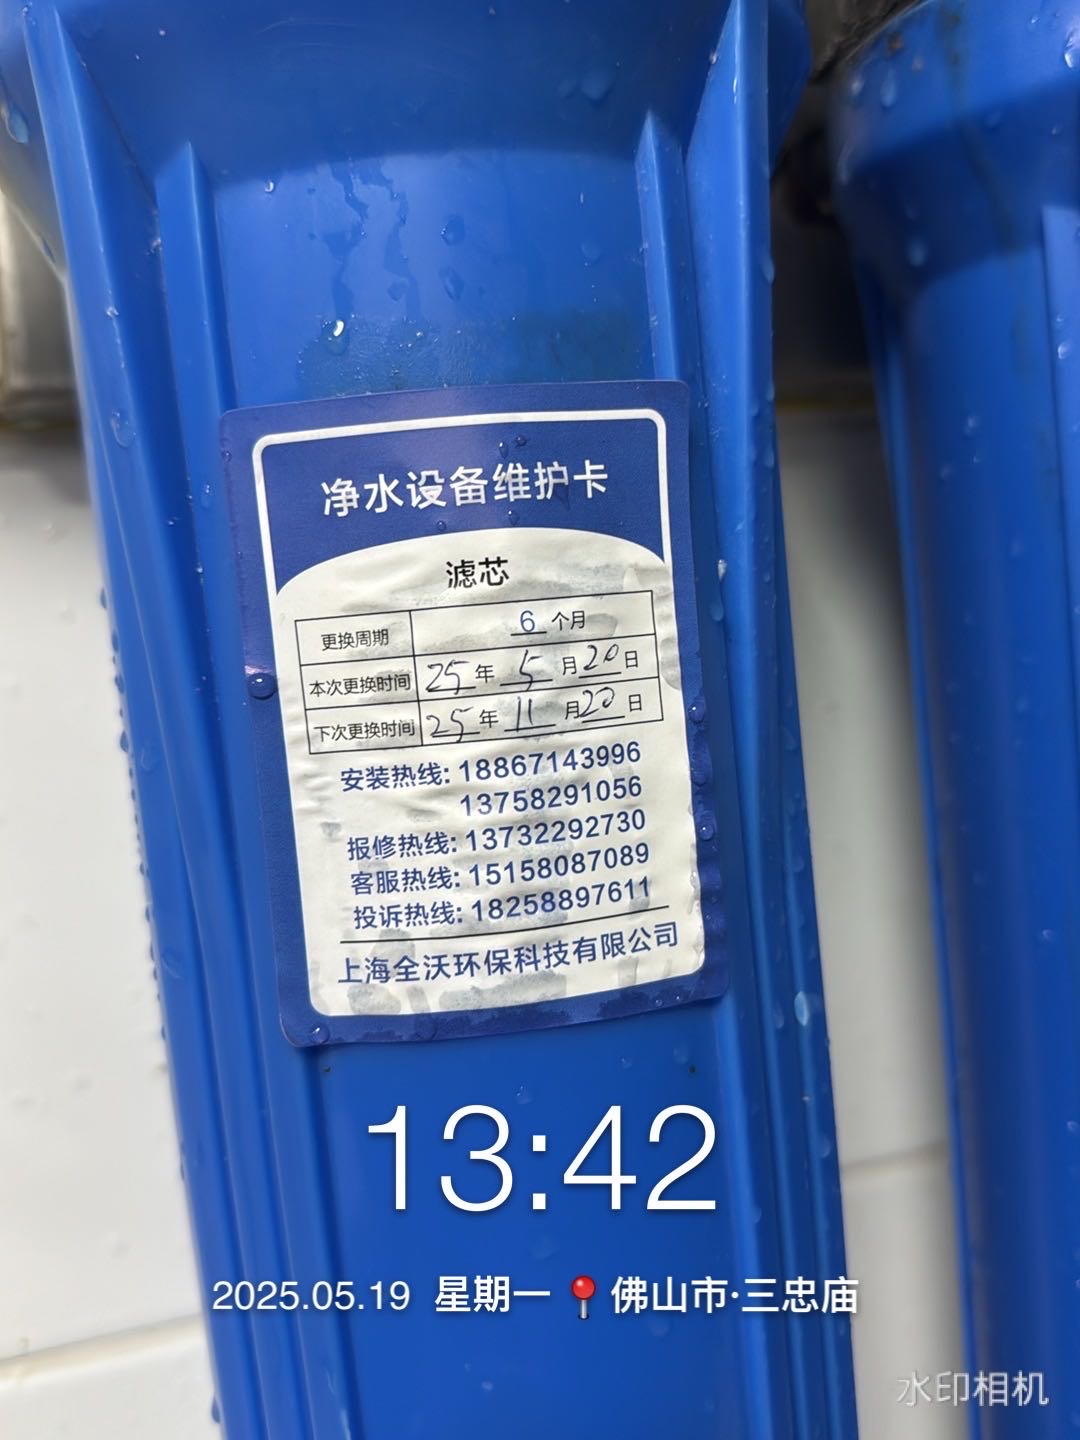 净水设备维护卡
滤芯
更换周期 6 个月
本次更换时间 25 年 5 月 20 日
下次更换时间 25 年 11 月 20 日
安装热线: 18867143996
13758291056
报修热线: 13732292730
客服热线: 15158087089
投诉热线: 18258897611
上海全沃环保科技有限公司
13:42
2025.05.19 星期一 📍佛山市·三忠庙
水印相机